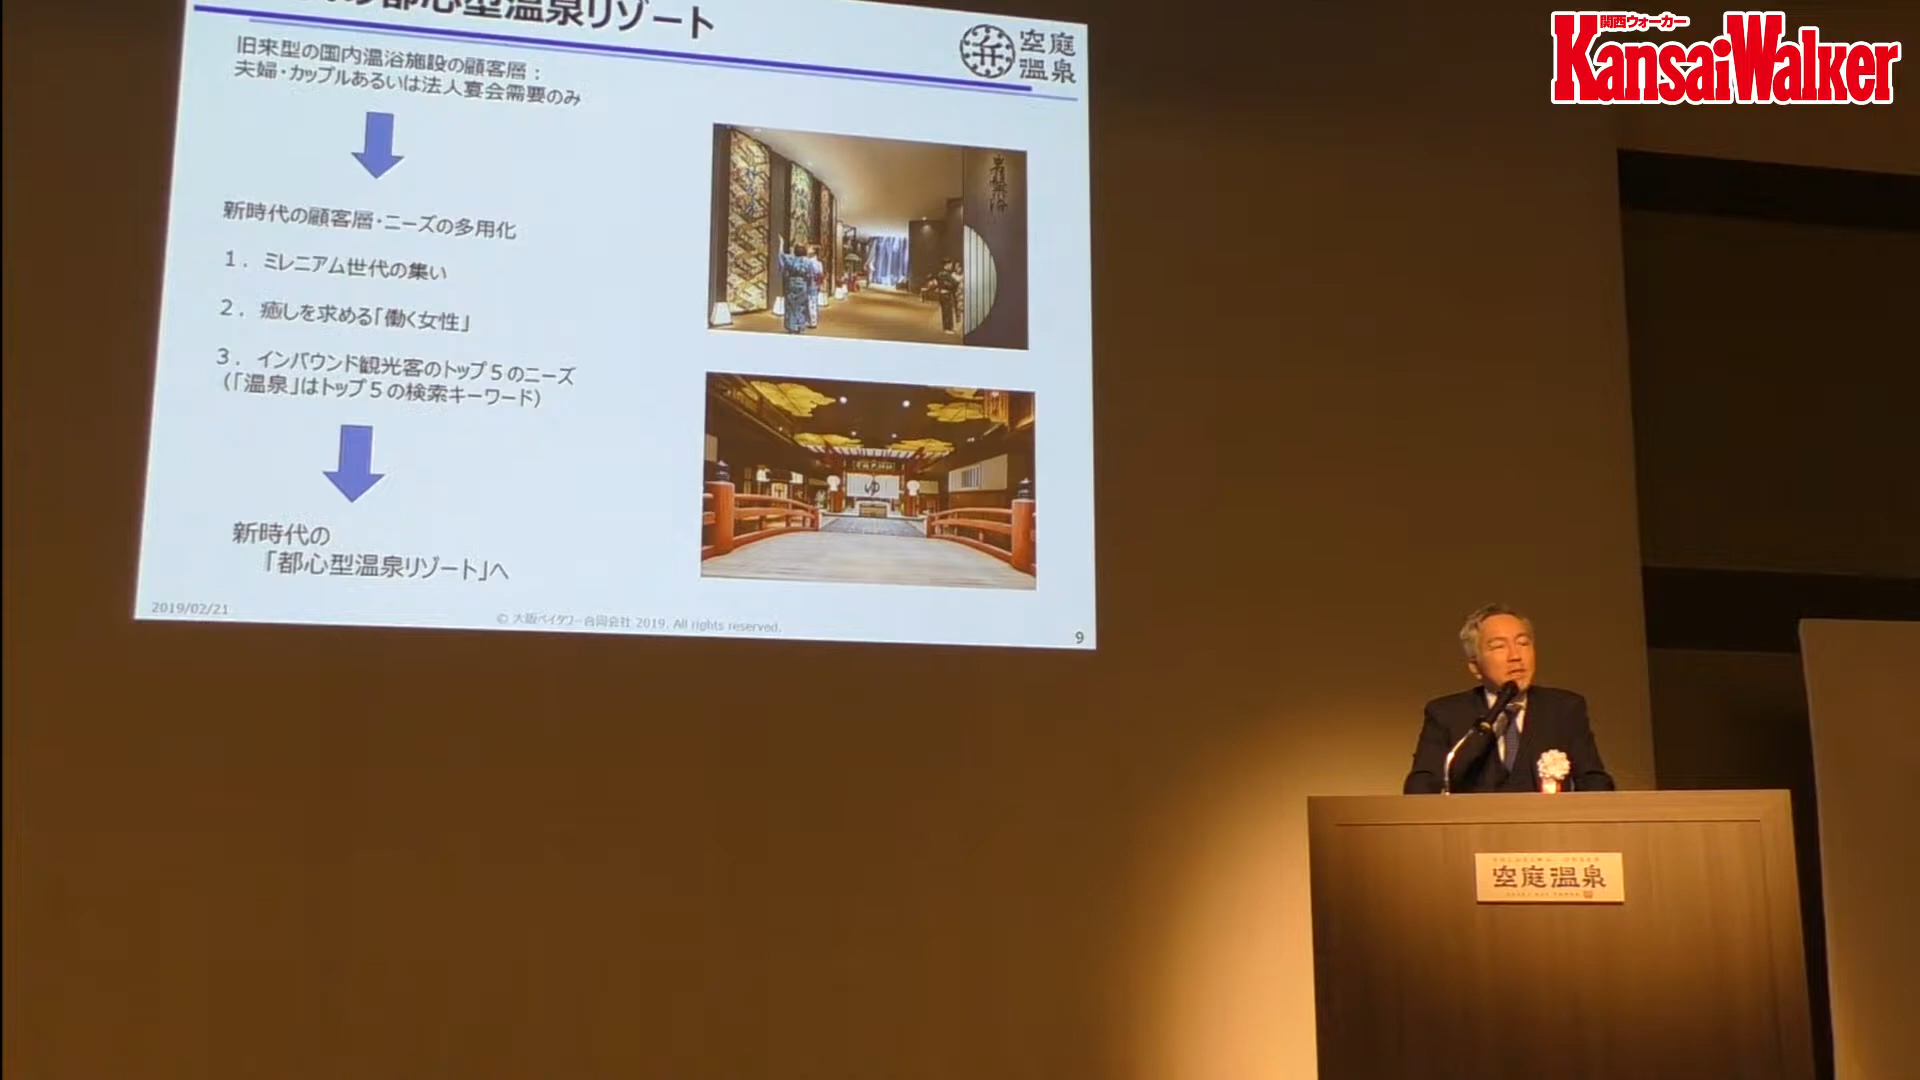 都心型温泉リゾート
空庭
温泉
旧来型の国内温浴施設の顧客層：
夫婦・カップルあるいは法人宴会需要のみ
新時代の顧客層・ニーズの多用化
１．ミレニアム世代の集い
２．癒しを求める「働く女性」
３．インバウンド観光客のトップ５のニーズ
（「温泉」はトップ５の検索キーワード）
新時代の
「都心型温泉リゾート」へ
2019/02/21
© 大阪ベイタワー合同会社 2019. All rights reserved.
9
ゆ
関西ウォーカー
KansaiWalker
空庭温泉